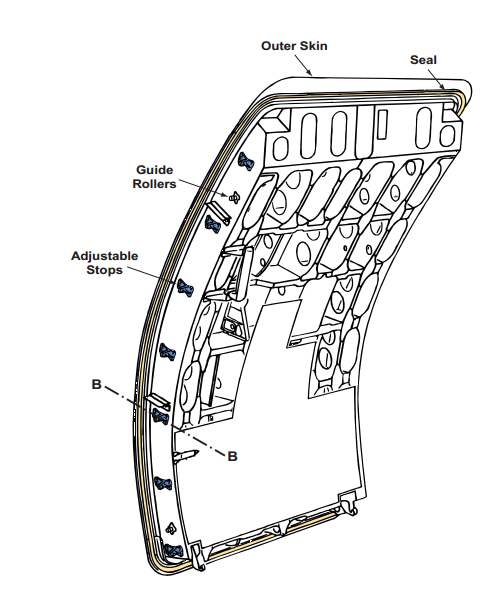 Outer Skin
Seal
Guide
Rollers
Adjustable
Stops
B
B